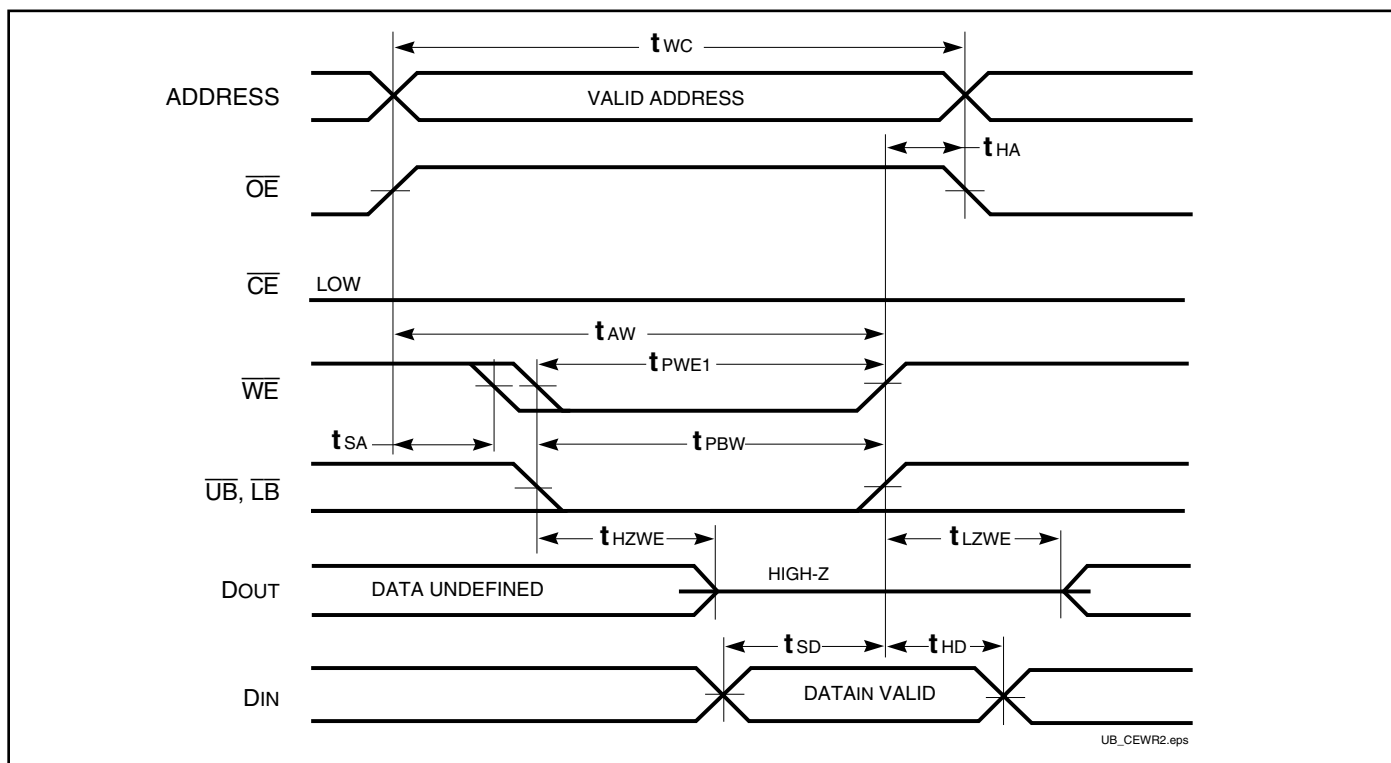 tWC
ADDRESS
VALID ADDRESS
tHA
OE
CE
LOW
tAW
WE
tPWE1
tSA
tPBW
UB, LB
tHZWE
tLZWE
DOUT
DATA UNDEFINED
HIGH-Z
tSD
tHD
DIN
DATAIN VALID
UB_CEWR2.eps